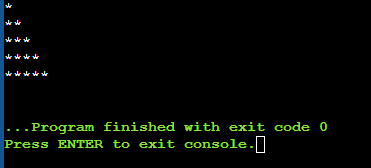 *
**
***
****
*****
...Program finished with exit code 0
Press ENTER to exit console.